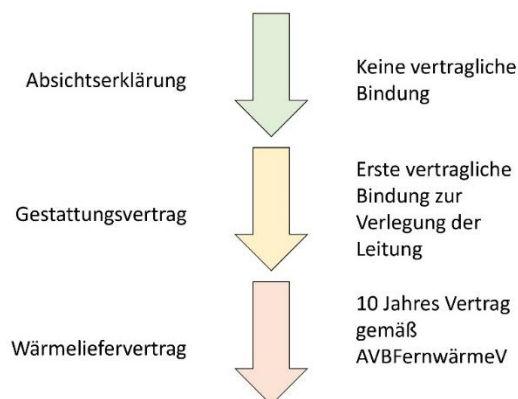 Absichtserklärung
Keine vertragliche
Bindung
Gestattungsvertrag
Erste vertragliche
Bindung zur
Verlegung der
Leitung
Wärmeliefervertrag
10 Jahres Vertrag
gemäß
AVBFernwärmeV